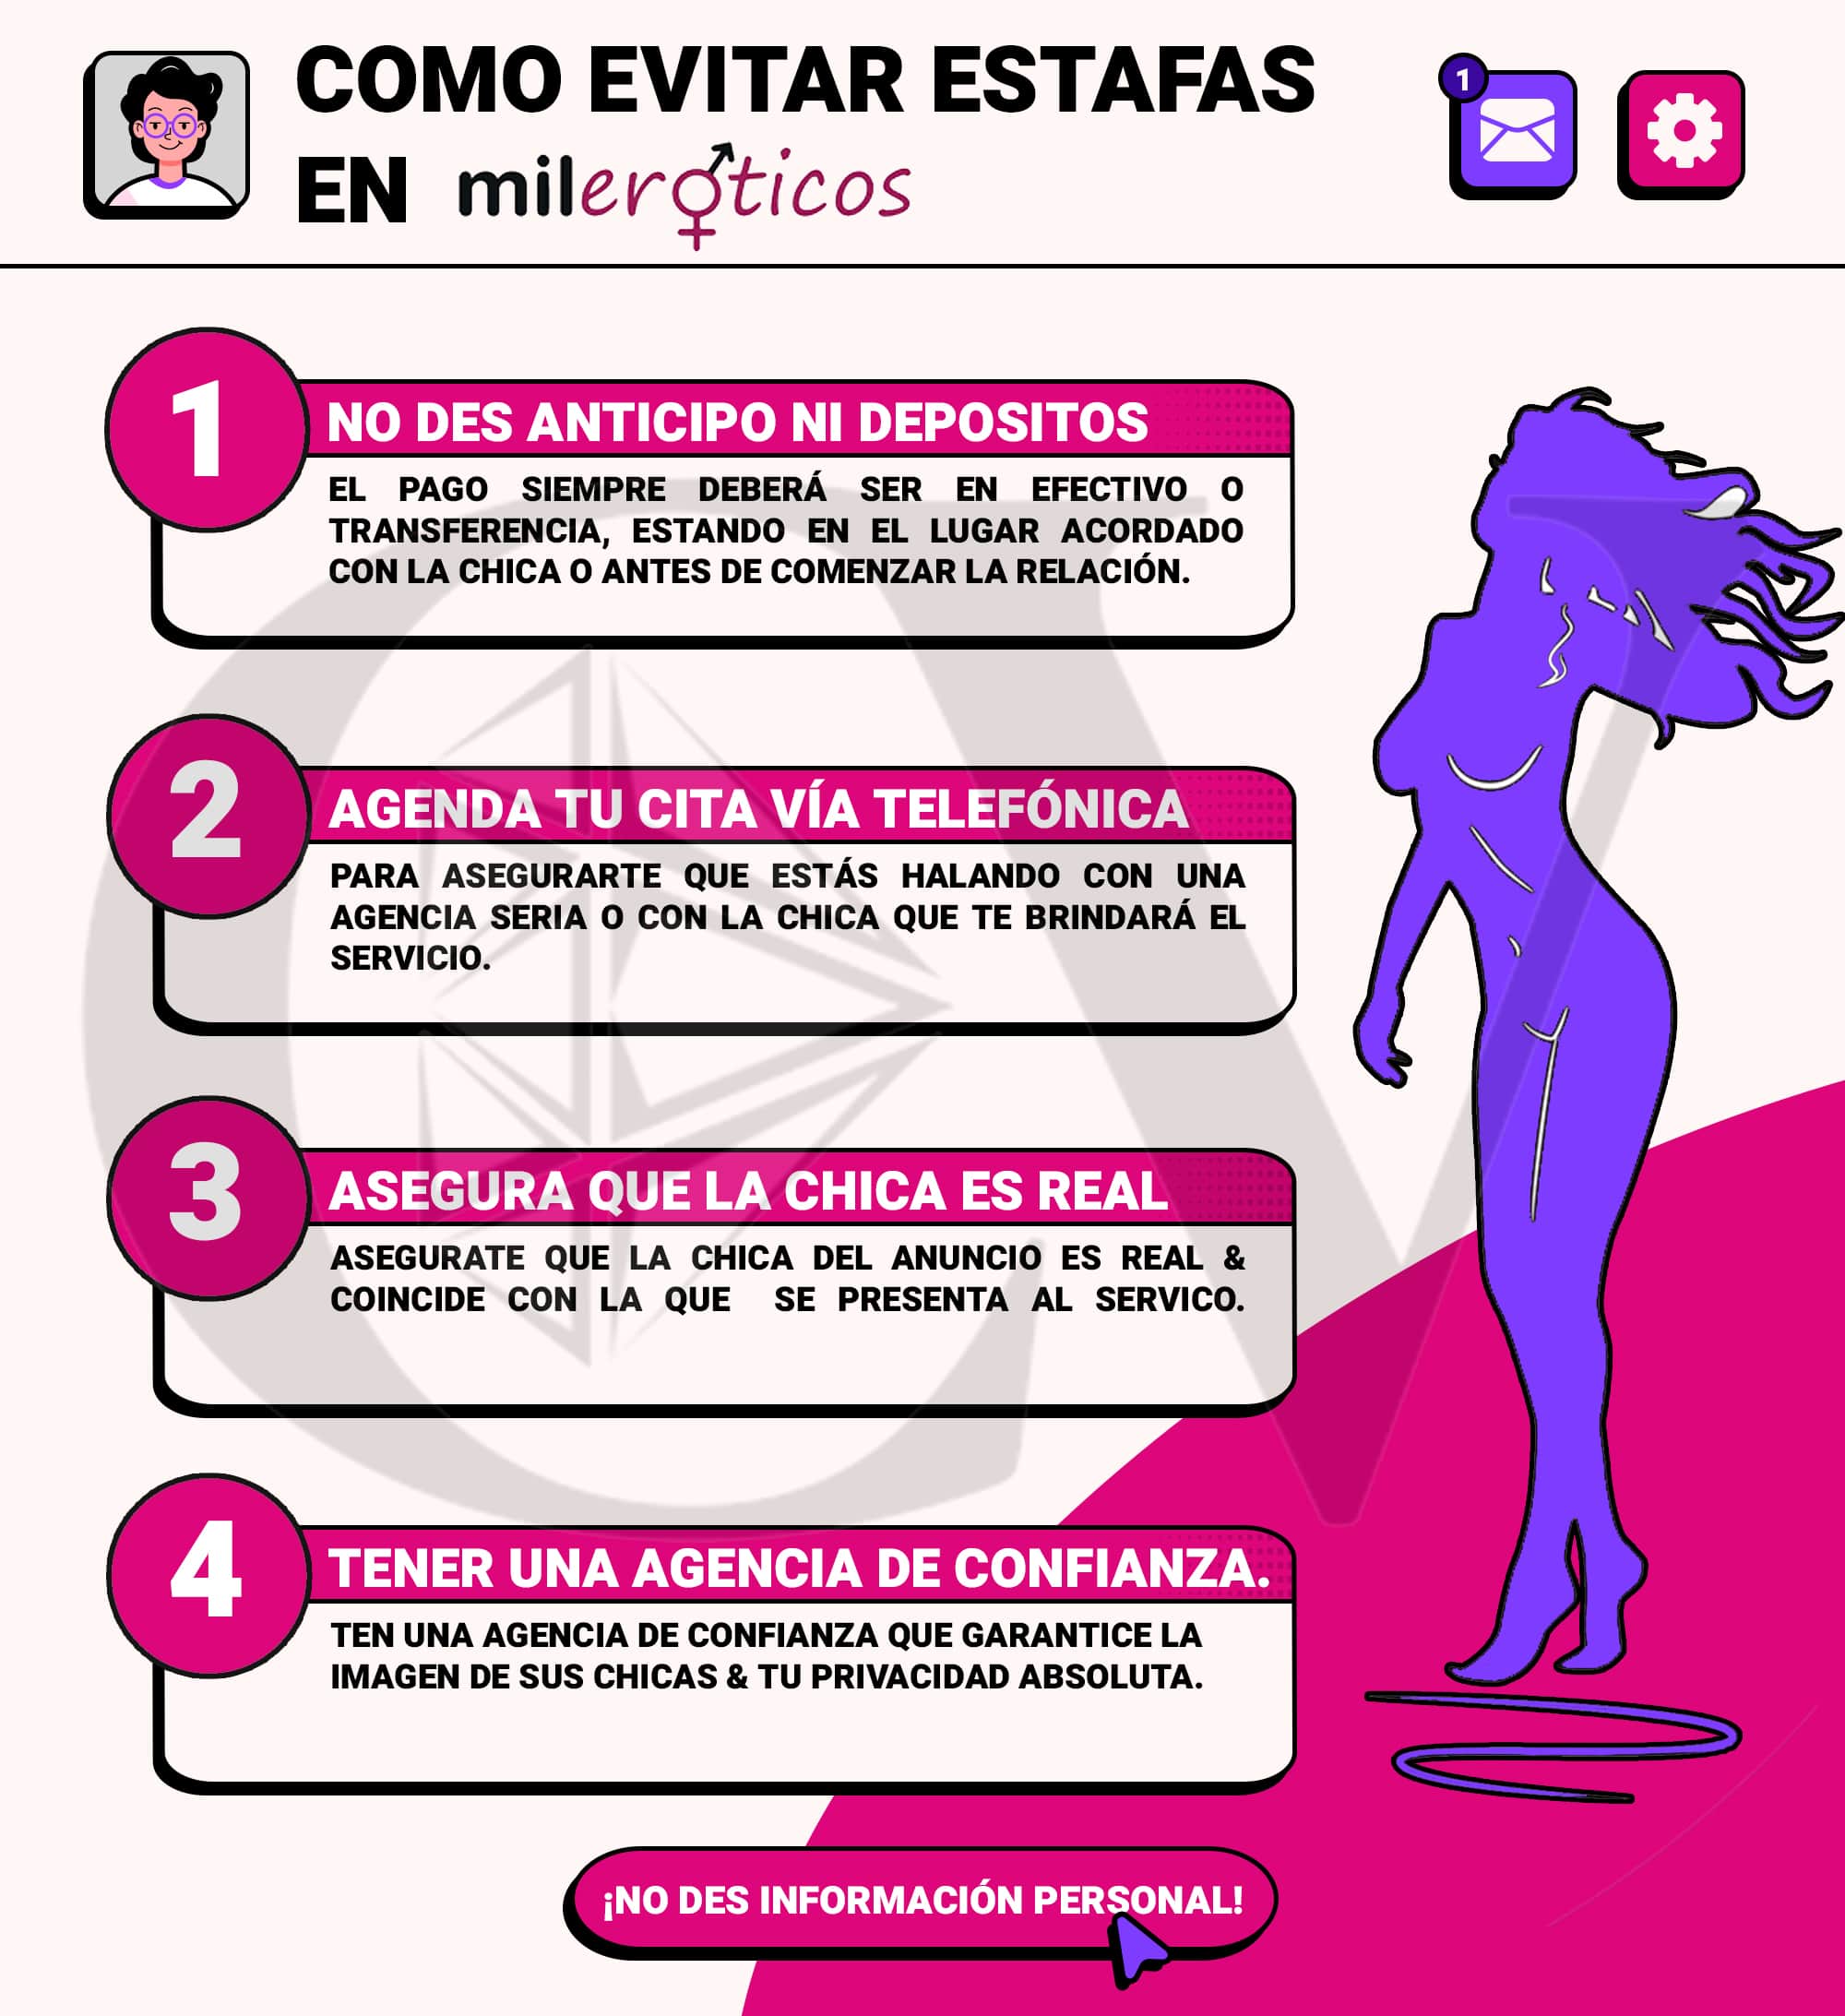 COMO EVITAR ESTAFAS
EN mileroticos
1
1
NO DES ANTICIPO NI DEPOSITOS
EL PAGO SIEMPRE DEBERÁ SER EN EFECTIVO O
TRANSFERENCIA, ESTANDO EN EL LUGAR ACORDADO
CON LA CHICA O ANTES DE COMENZAR LA RELACIÓN.
2
AGENDA TU CITA VÍA TELEFÓNICA
PARA ASEGURARTE QUE ESTÁS HALANDO CON UNA
AGENCIA SERIA O CON LA CHICA QUE TE BRINDARÁ EL
SERVICIO.
3
ASEGURA QUE LA CHICA ES REAL
ASEGURATE QUE LA CHICA DEL ANUNCIO ES REAL &
COINCIDE CON LA QUE SE PRESENTA AL SERVICO.
4
TENER UNA AGENCIA DE CONFIANZA.
TEN UNA AGENCIA DE CONFIANZA QUE GARANTICE LA
IMAGEN DE SUS CHICAS & TU PRIVACIDAD ABSOLUTA.
¡NO DES INFORMACIÓN PERSONAL!